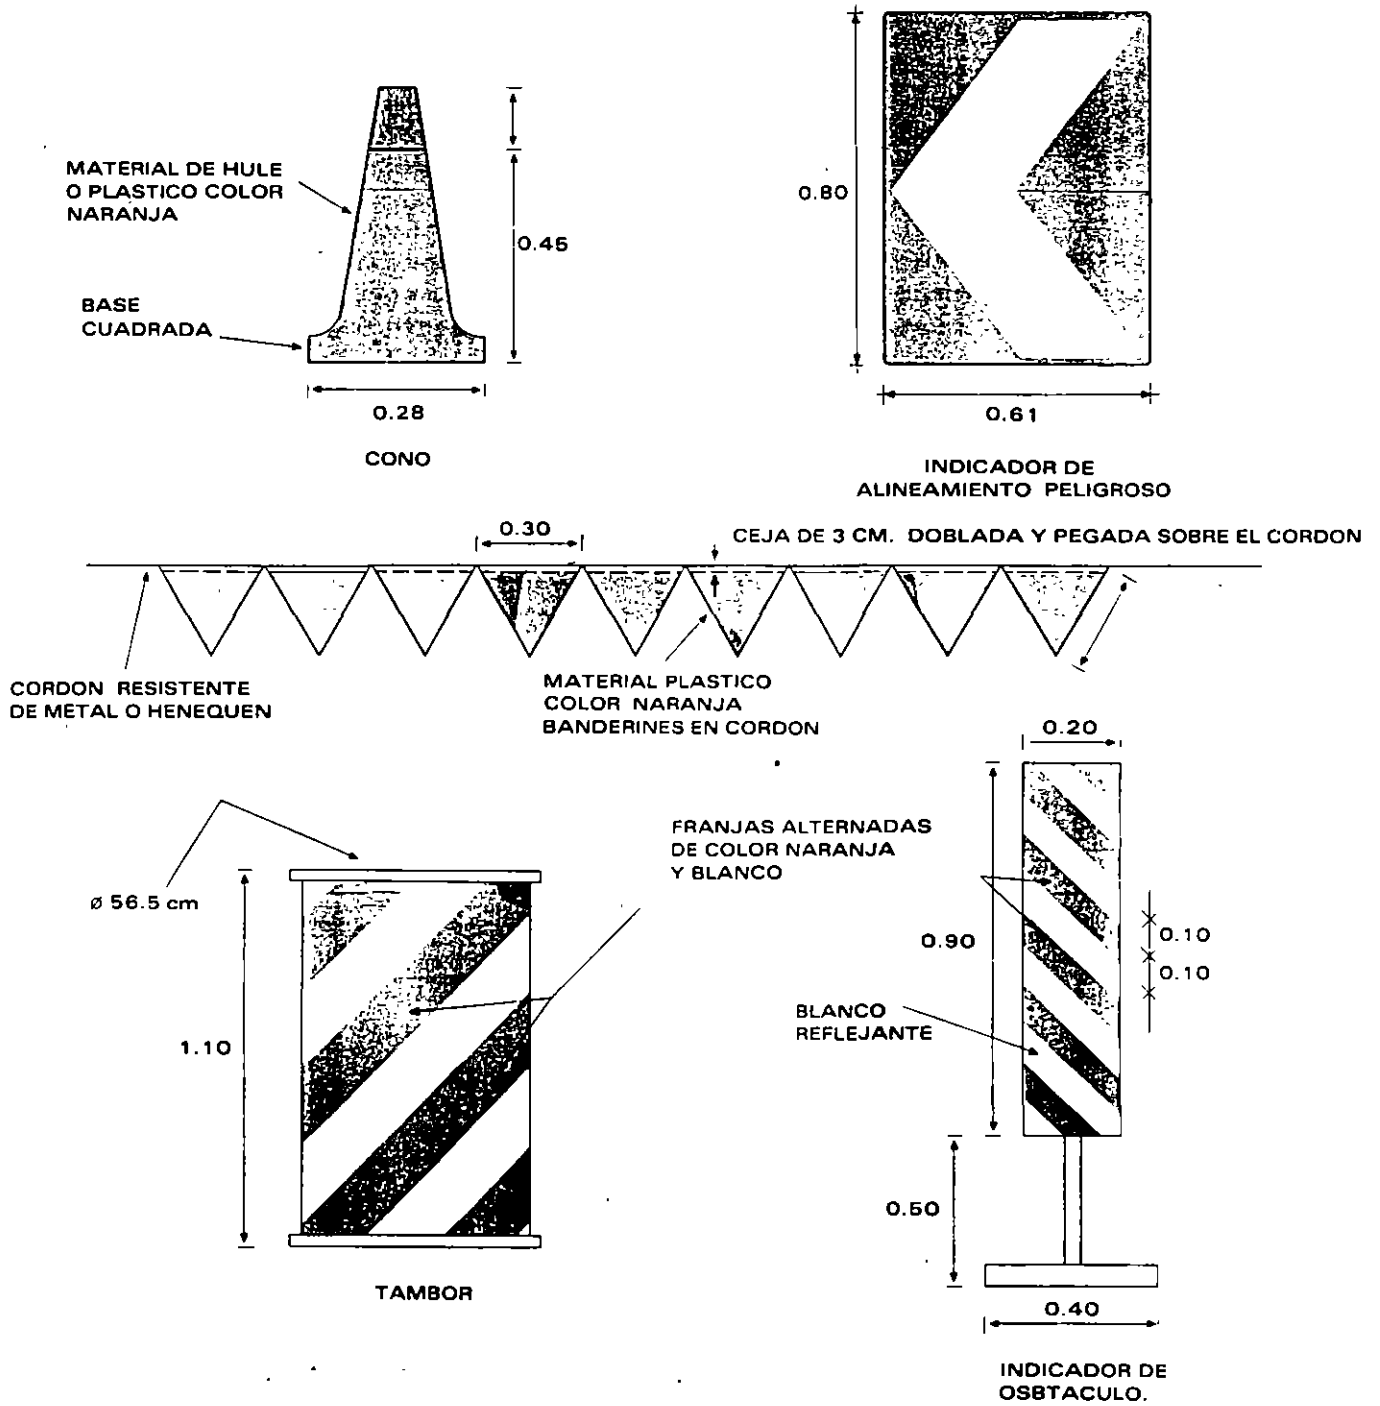 MATERIAL DE HULE
O PLASTICO COLOR
NARANJA
BASE
CUADRADA
0.45
0.28
CONO
0.80
0.61
INDICADOR DE
ALINEAMIENTO PELIGROSO
0.30
CEJA DE 3 CM. DOBLADA Y PEGADA SOBRE EL CORDON
CORDON RESISTENTE
DE METAL O HENEQUEN
MATERIAL PLASTICO
COLOR NARANJA
BANDERINES EN CORDON
ø 56.5 cm
1.10
TAMBOR
FRANJAS ALTERNADAS
DE COLOR NARANJA
Y BLANCO
0.20
0.90
0.10
0.10
BLANCO
REFLEJANTE
0.50
0.40
INDICADOR DE
OSBTACULO.